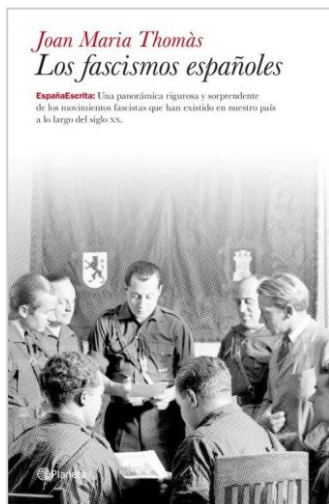 Joan Maria Thomàs
Los fascismos españoles
EspañaEscrita: Una panorámica rigurosa y sorprendente
de los movimientos fascistas que han existido en nuestro país
a lo largo del siglo XX.
Planeta